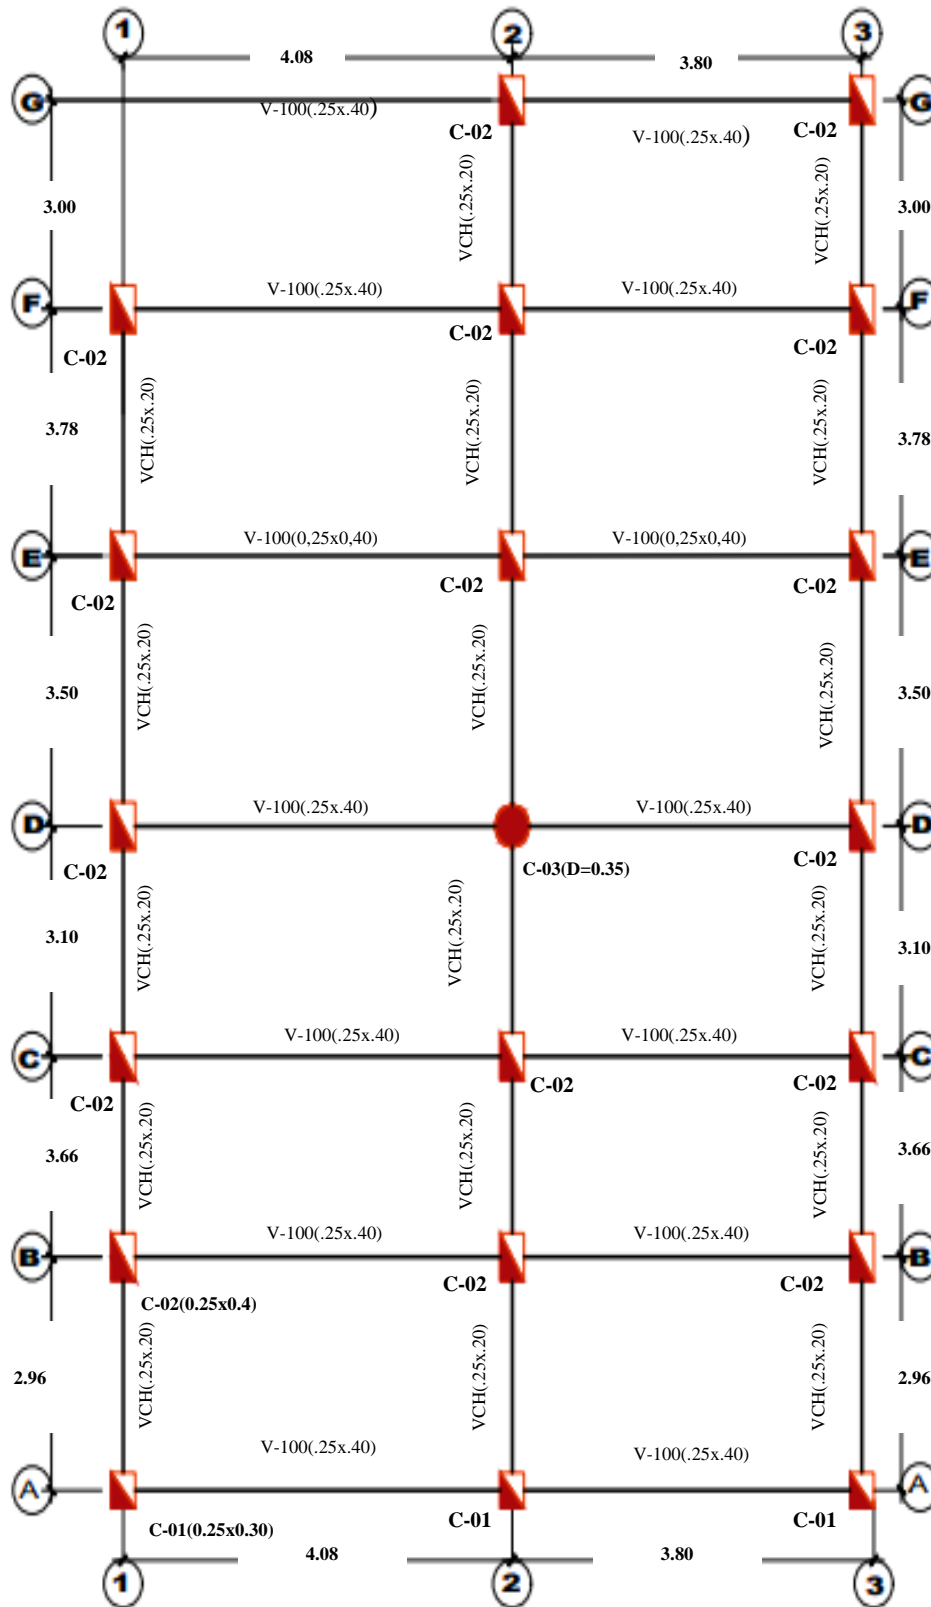 1 2 3
4.08 3.80
G G
V-100(.25x.40)
C-02 C-02
V-100(.25x.40)
VCH(.25x.20) VCH(.25x.20)
3.00 3.00
V-100(.25x.40) V-100(.25x.40)
F F
C-02 C-02 C-02
VCH(.25x.20) VCH(.25x.20) VCH(.25x.20)
3.78 3.78
V-100(0,25x0,40) V-100(0,25x0,40)
E E
C-02 C-02 C-02
VCH(.25x.20) VCH(.25x.20) VCH(.25x.20)
3.50 3.50
V-100(.25x.40) V-100(.25x.40)
D D
C-02 C-03(D=0.35) C-02
VCH(.25x.20) VCH(.25x.20) VCH(.25x.20)
3.10 3.10
V-100(.25x.40) V-100(.25x.40)
C C
C-02 C-02 C-02
VCH(.25x.20) VCH(.25x.20) VCH(.25x.20)
3.66 3.66
V-100(.25x.40) V-100(.25x.40)
B B
C-02(0.25x0.4) C-02 C-02
VCH(.25x.20) VCH(.25x.20) VCH(.25x.20)
2.96 2.96
V-100(.25x.40) V-100(.25x.40)
A A
C-01(0.25x0.30) C-01 C-01
4.08 3.80
1 2 3